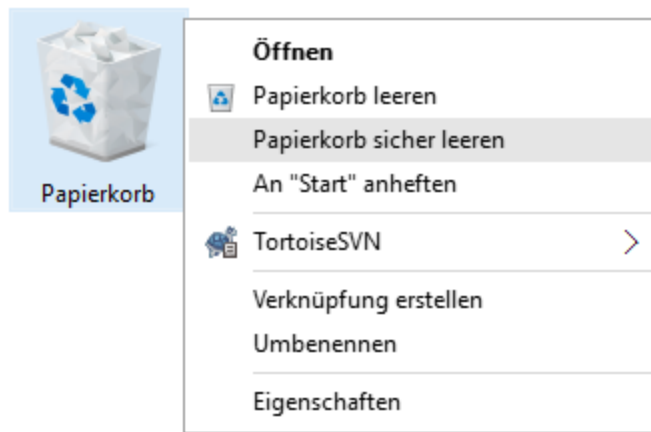 Papierkorb
Öffnen
Papierkorb leeren
Papierkorb sicher leeren
An "Start" anheften
TortoiseSVN
Verknüpfung erstellen
Umbenennen
Eigenschaften